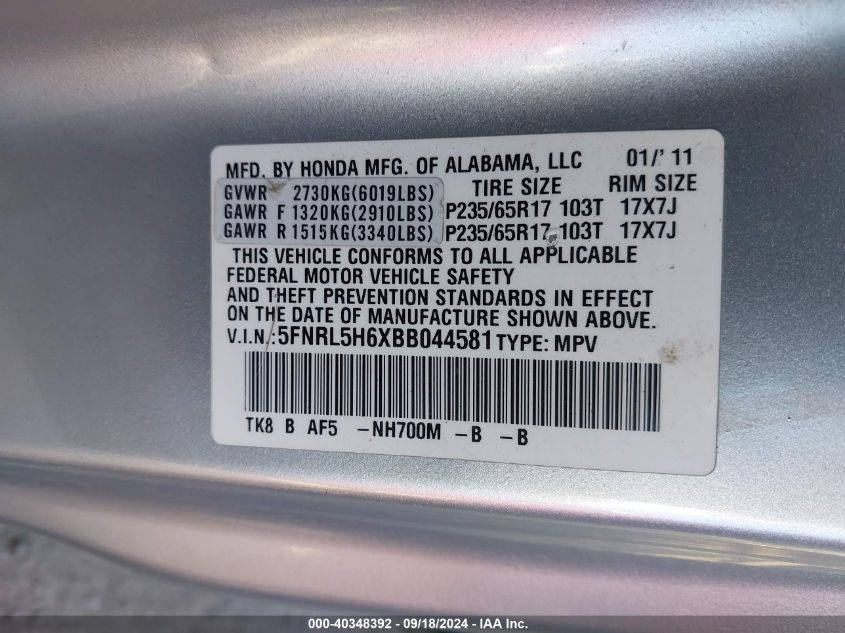 MFD. BY HONDA MFG. OF ALABAMA, LLC 01/' 11
GVWR 2730KG(6019LBS) TIRE SIZE RIM SIZE
GAWR F 1320KG(2910LBS) P235/65R17 103T 17X7J
GAWR R 1515KG(3340LBS) P235/65R17 103T 17X7J
THIS VEHICLE CONFORMS TO ALL APPLICABLE
FEDERAL MOTOR VEHICLE SAFETY
AND THEFT PREVENTION STANDARDS IN EFFECT
ON THE DATE OF MANUFACTURE SHOWN ABOVE.
V.I.N.:5FNRL5H6XBB044581 TYPE: MPV
TK8 B AF5 -NH700M -B -B
000-40348392 - 09/18/2024 - IAA Inc.